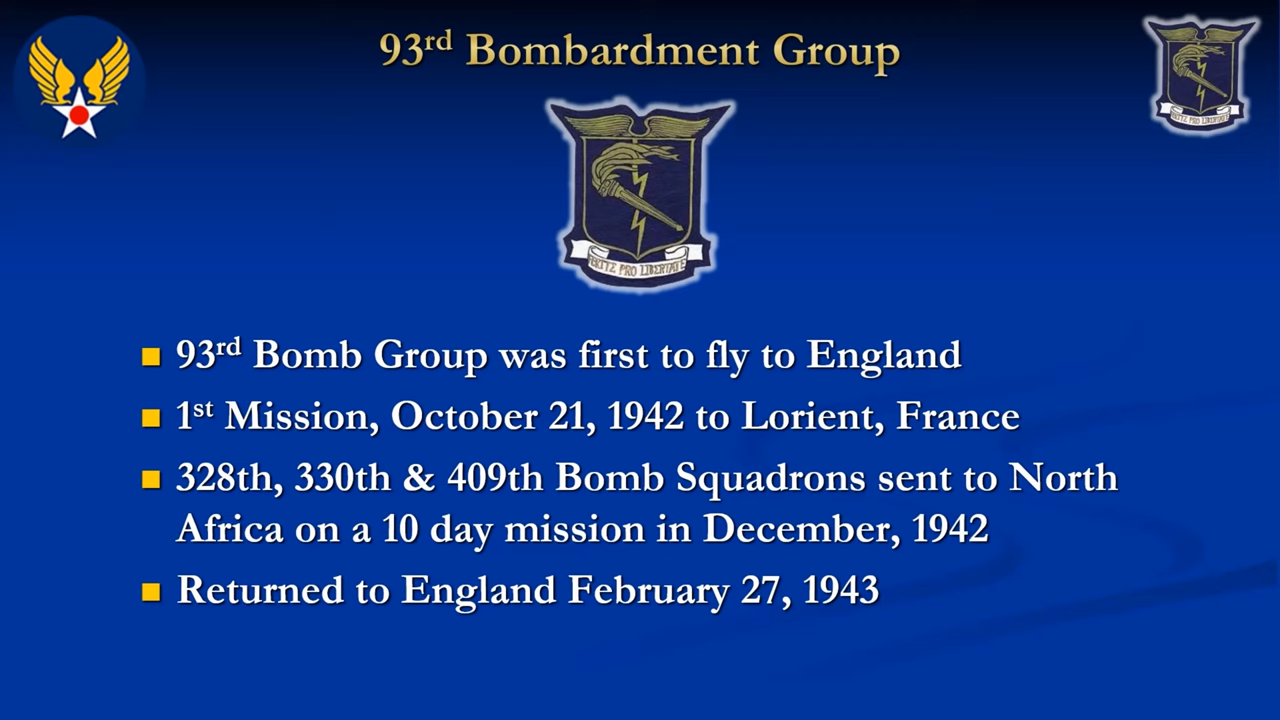 93rd Bombardment Group
PRO LIBERTATE
93rd Bomb Group was first to fly to England
1st Mission, October 21, 1942 to Lorient, France
328th, 330th & 409th Bomb Squadrons sent to North
Africa on a 10 day mission in December, 1942
Returned to England February 27, 1943